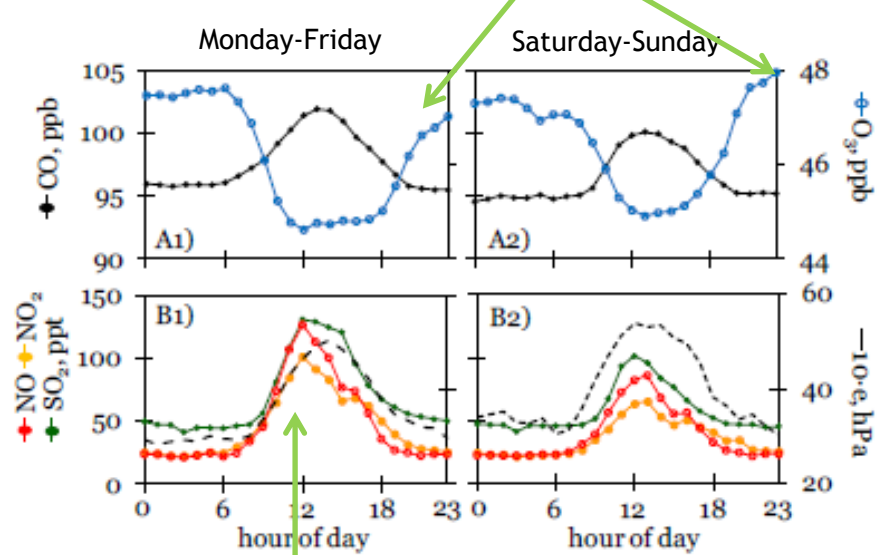 Monday-Friday
Saturday-Sunday
105
100
95
90
CO, ppb
A1)
A2)
48
46
44
O3, ppb
150
100
50
0
NO NO2
SO2, ppt
B1)
B2)
60
40
20
10·e, hPa
0 6 12 18 23
0 6 12 18 23
hour of day
hour of day